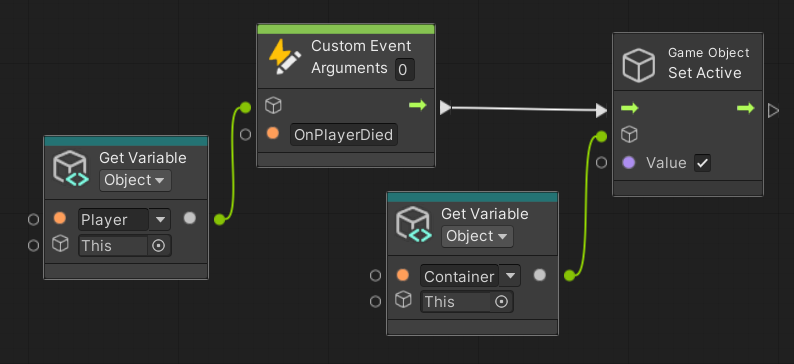 Custom Event
Arguments 0
OnPlayerDied
Game Object
Set Active
Value
Get Variable
Object
Player
This
Get Variable
Object
Container
This